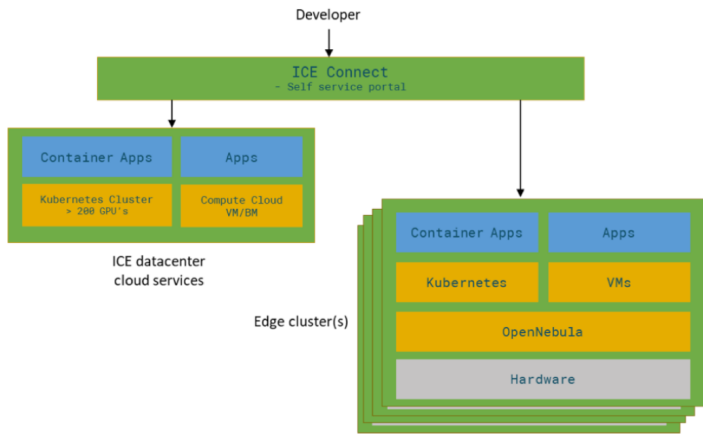 Developer
ICE Connect
- Self service portal
Container Apps
Apps
Kubernetes Cluster
> 200 GPU's
Compute Cloud
VM/BM
ICE datacenter
cloud services
Container Apps
Apps
Kubernetes
VMs
Edge cluster(s)
OpenNebula
Hardware